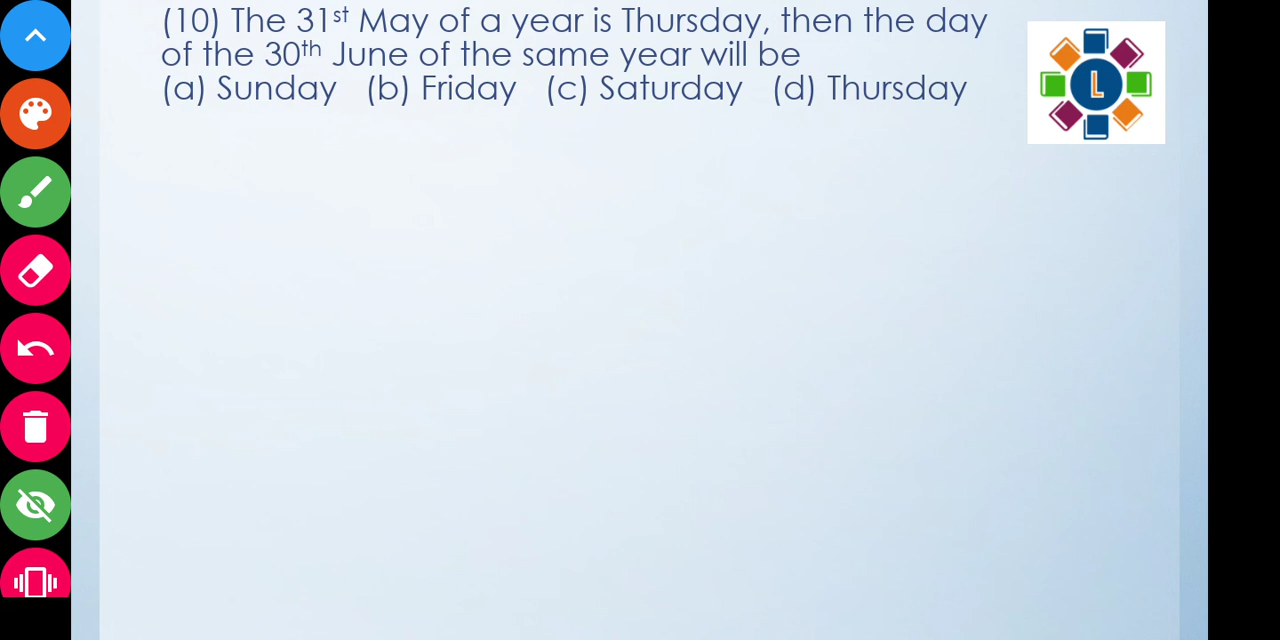 (10) The 31st May of a year is Thursday, then the day
of the 30th June of the same year will be
(a) Sunday (b) Friday (c) Saturday (d) Thursday
L